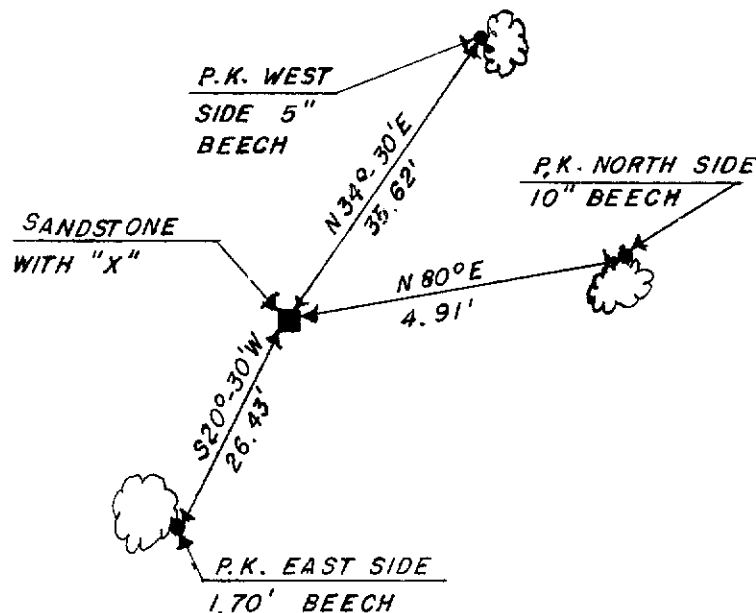 P.K. WEST
SIDE 5"
BEECH
N34°-30'E
35.62'
P.K. NORTH SIDE
10" BEECH
SANDSTONE
WITH "X"
N 80° E
4.91'
S20°-30'W
26.43'
P.K. EAST SIDE
1.70' BEECH